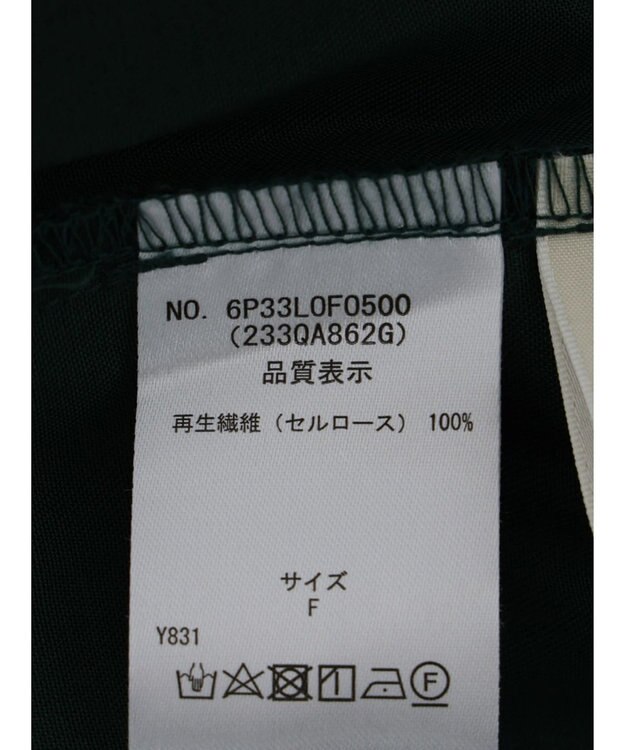 NO. 6P33L0F0500
(233QA862G)
品質表示
再生繊維（セルロース） 100%
サイズ
F
Y831
F